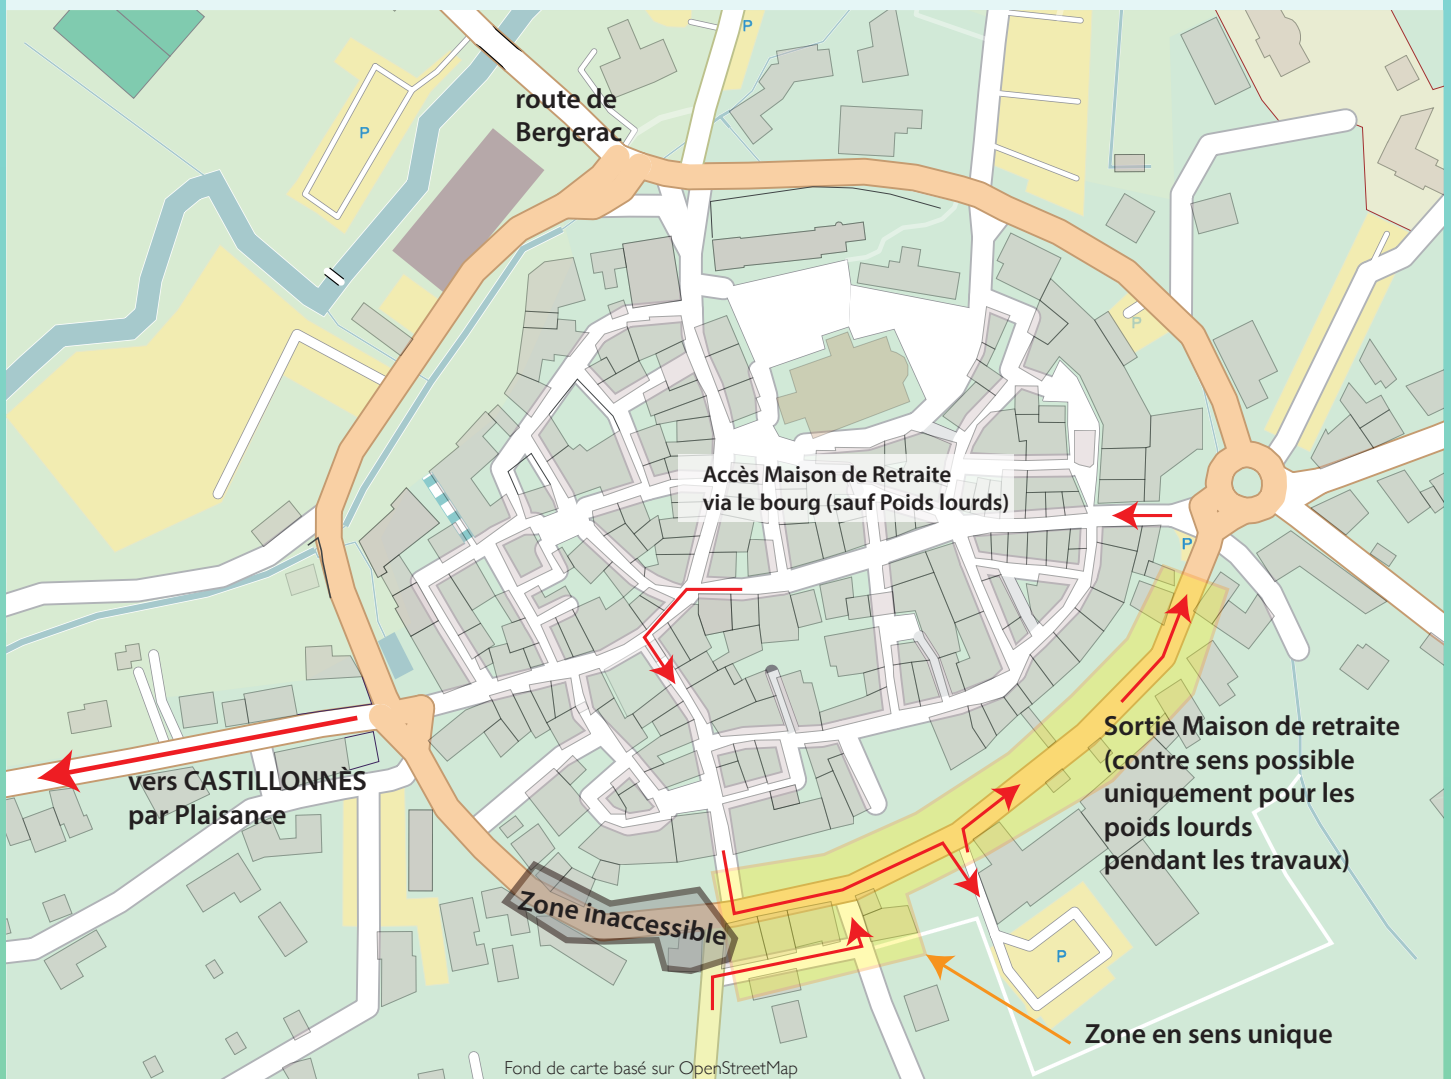 P
route de
Bergerac
P
P
Accès Maison de Retraite
via le bourg (sauf Poids lourds)
P
Sortie Maison de retraite
(contre sens possible
uniquement pour les
poids lourds
pendant les travaux)
vers CASTILLONNÈS
par Plaisance
Zone inaccessible
P
Zone en sens unique
Fond de carte basé sur OpenStreetMap